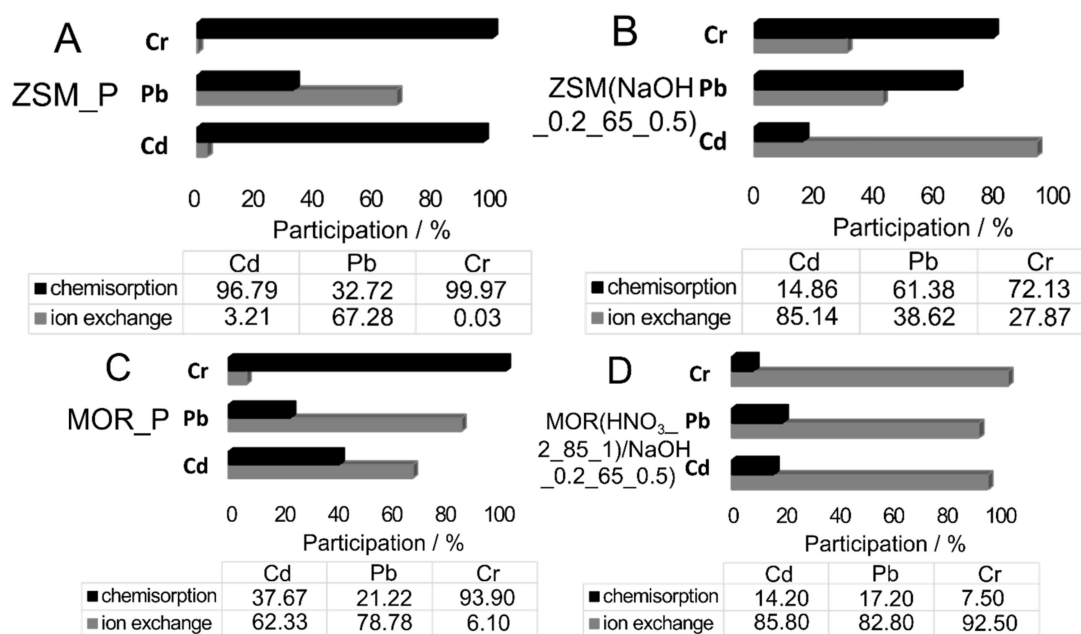 A
ZSM_P
Cr
Pb
Cd
0 20 40 60 80 100
Participation / %
Cd Pb Cr
chemisorption 96.79 32.72 99.97
ion exchange 3.21 67.28 0.03
B
ZSM(NaOH
_0.2_65_0.5)
Cr
Pb
Cd
0 20 40 60 80 100
Participation / %
Cd Pb Cr
chemisorption 14.86 61.38 72.13
ion exchange 85.14 38.62 27.87
C
MOR_P
Cr
Pb
Cd
0 20 40 60 80 100
Participation / %
Cd Pb Cr
chemisorption 37.67 21.22 93.90
ion exchange 62.33 78.78 6.10
D
MOR(HNO₃_
2_85_1)/NaOH
_0.2_65_0.5)
Cr
Pb
Cd
0 20 40 60 80 100
Participation / %
Cd Pb Cr
chemisorption 14.20 17.20 7.50
ion exchange 85.80 82.80 92.50